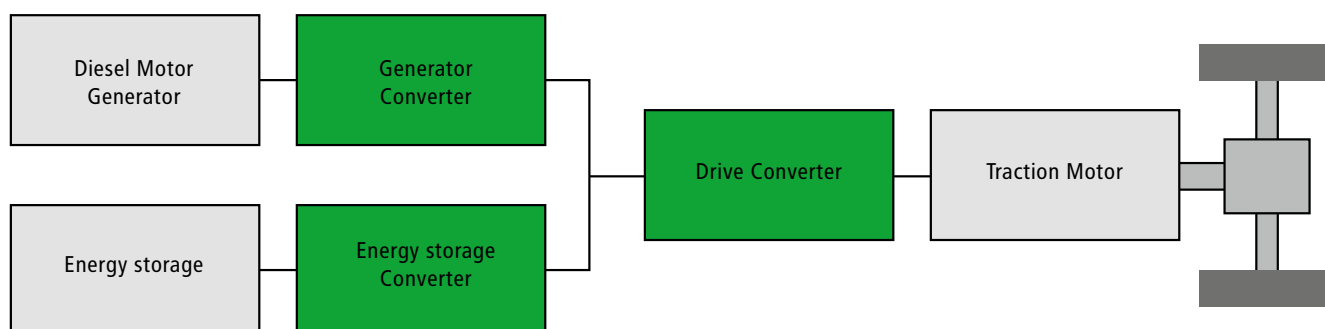 Diesel Motor
Generator
Generator
Converter
Drive Converter
Traction Motor
Energy storage
Energy storage
Converter